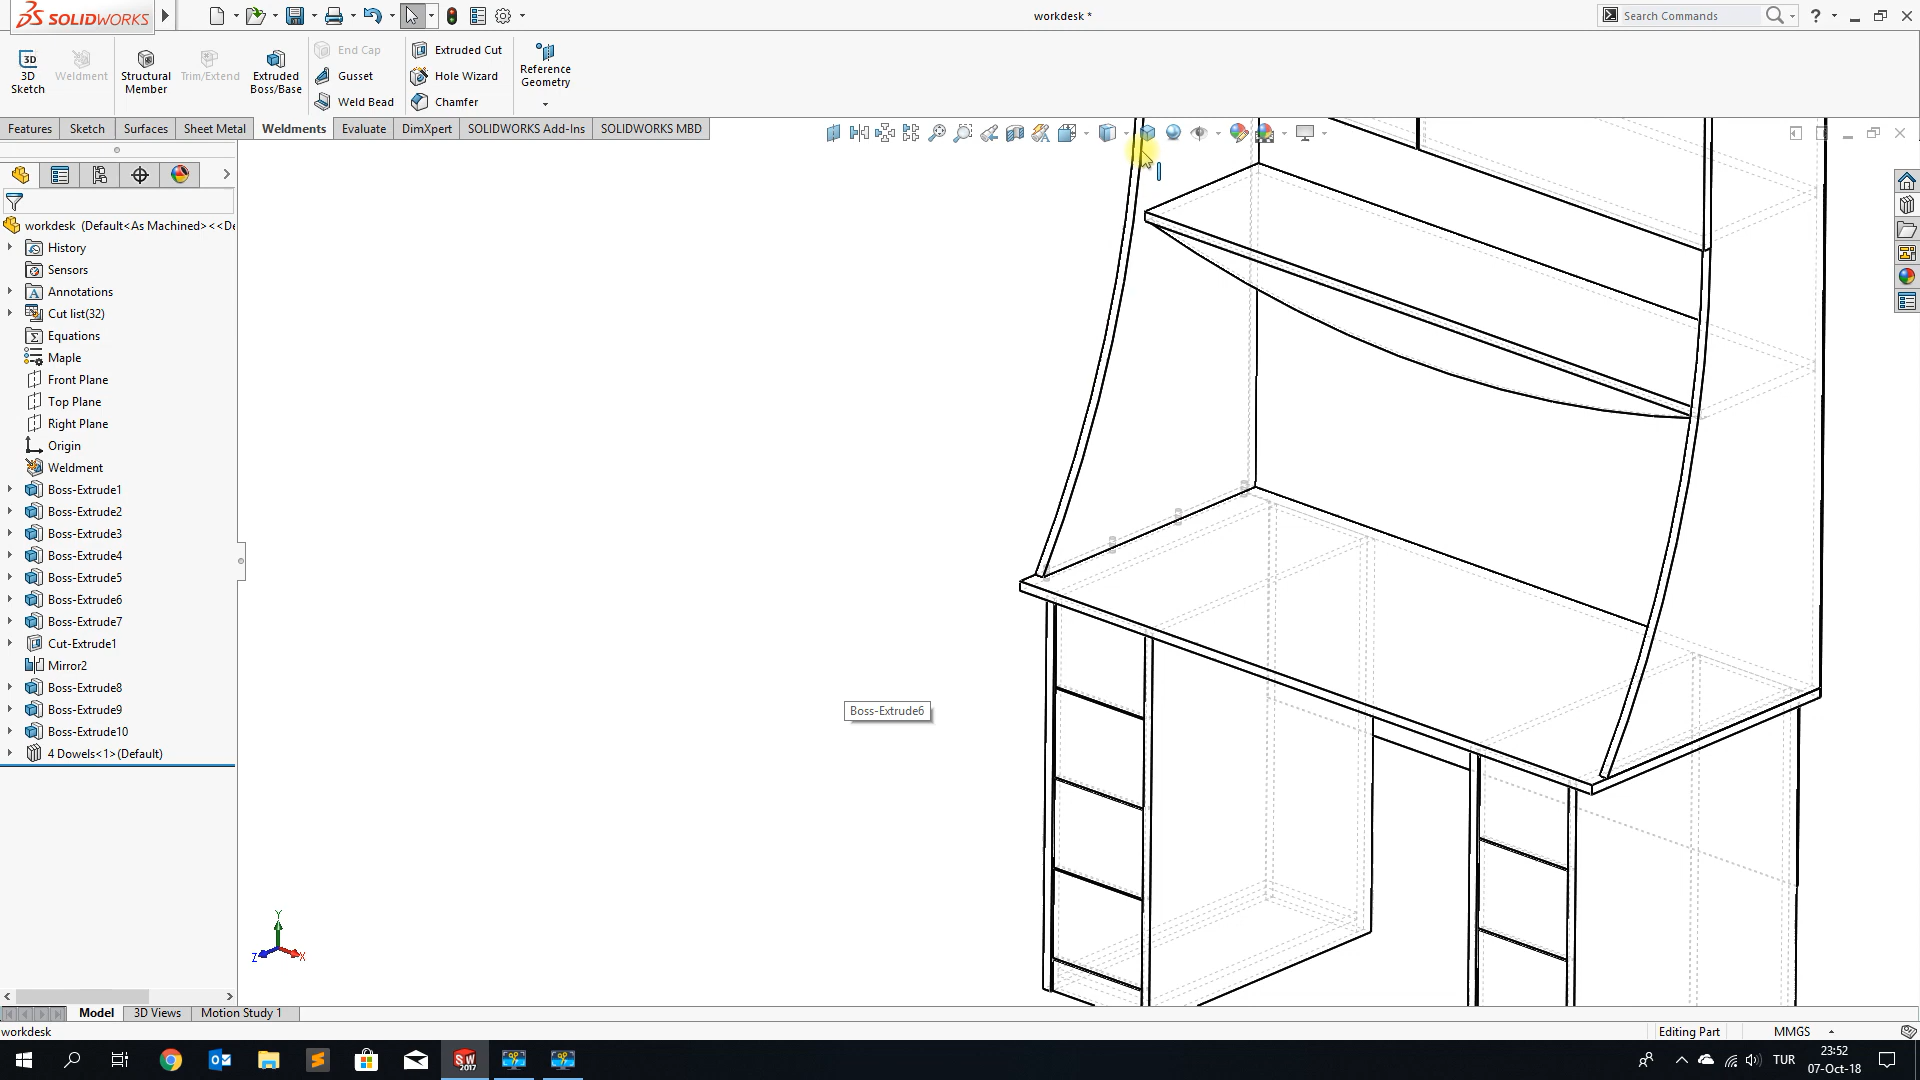 SOLIDWORKS
workdesk *
Search Commands
3D Sketch
Weldment
Structural Member
Trim/Extend
Extruded Boss/Base
End Cap
Gusset
Weld Bead
Extruded Cut
Hole Wizard
Chamfer
Reference Geometry
Features
Sketch
Surfaces
Sheet Metal
Weldments
Evaluate
DimXpert
SOLIDWORKS Add-Ins
SOLIDWORKS MBD
workdesk (Default<As Machined><<De
History
Sensors
Annotations
Cut list(32)
Equations
Maple
Front Plane
Top Plane
Right Plane
Origin
Weldment
Boss-Extrude1
Boss-Extrude2
Boss-Extrude3
Boss-Extrude4
Boss-Extrude5
Boss-Extrude6
Boss-Extrude7
Cut-Extrude1
Mirror2
Boss-Extrude8
Boss-Extrude9
Boss-Extrude10
4 Dowels<1>(Default)
Boss-Extrude6
Y
Z
X
Model
3D Views
Motion Study 1
workdesk
Editing Part
MMGS
SW
2017
TUR
23:52
07-Oct-18